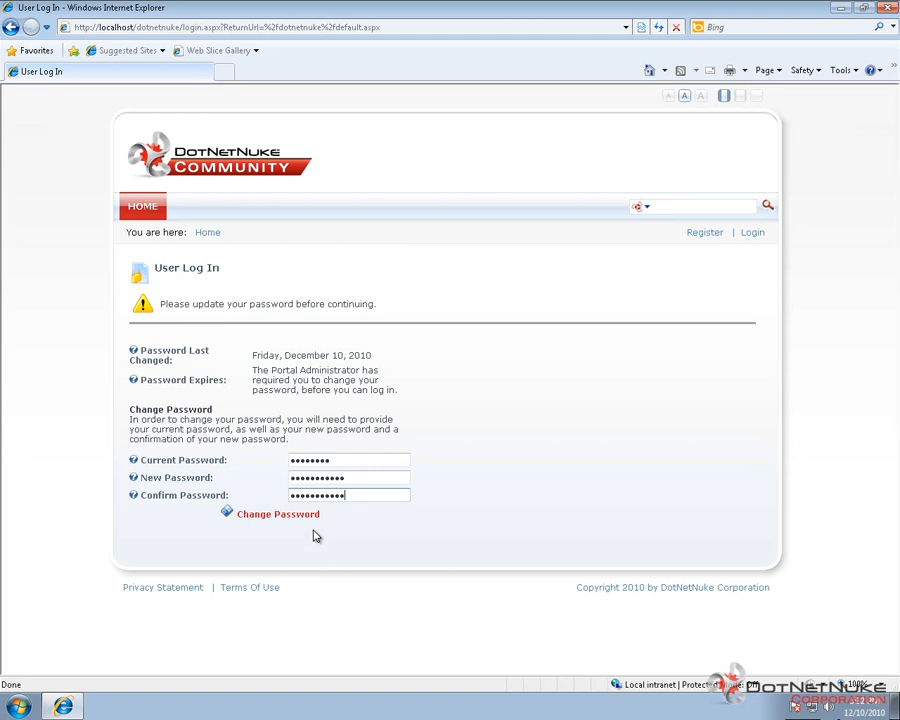 User Log In - Windows Internet Explorer
http://localhost/dotnetnuke/login.aspx?ReturnUrl=%2fdotnetnuke%2fdefault.aspx
Bing
Favorites
Suggested Sites
Web Slice Gallery
User Log In
Page
Safety
Tools
A A A
DOTNETNUKE
COMMUNITY
HOME
You are here: Home
Register | Login
User Log In
Please update your password before continuing.
Password Last
Changed:
Friday, December 10, 2010
Password Expires:
The Portal Administrator has
required you to change your
password, before you can log in.
Change Password
In order to change your password, you will need to provide
your current password, as well as your new password and a
confirmation of your new password.
Current Password:
New Password:
Confirm Password:
Change Password
Privacy Statement | Terms Of Use
Copyright 2010 by DotNetNuke Corporation
Done
Local intranet | Protected Mode: Off
100%
DOTNETNUKE
CORPORATION
12/10/2010